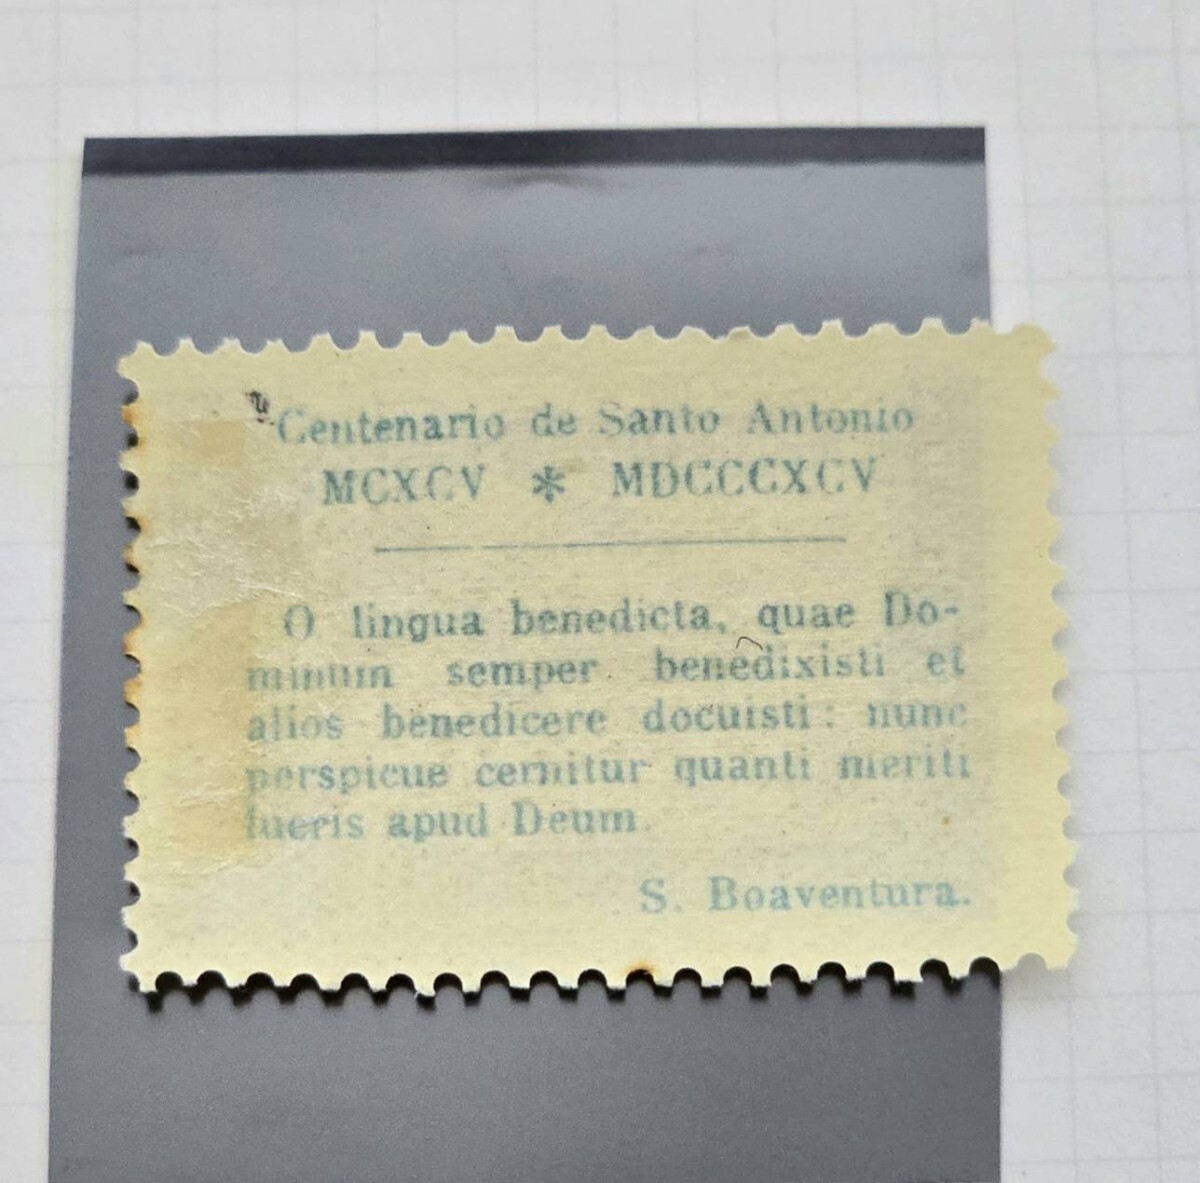 Centenario de Santo Antonio
MCXCV * MDCCCXCV
O lingua benedicta, quae Do-
minum semper benedixisti et
alios benedicere docuisti: nunc
perspicue cernitur quanti meriti
fueris apud Deum.
S. Boaventura.